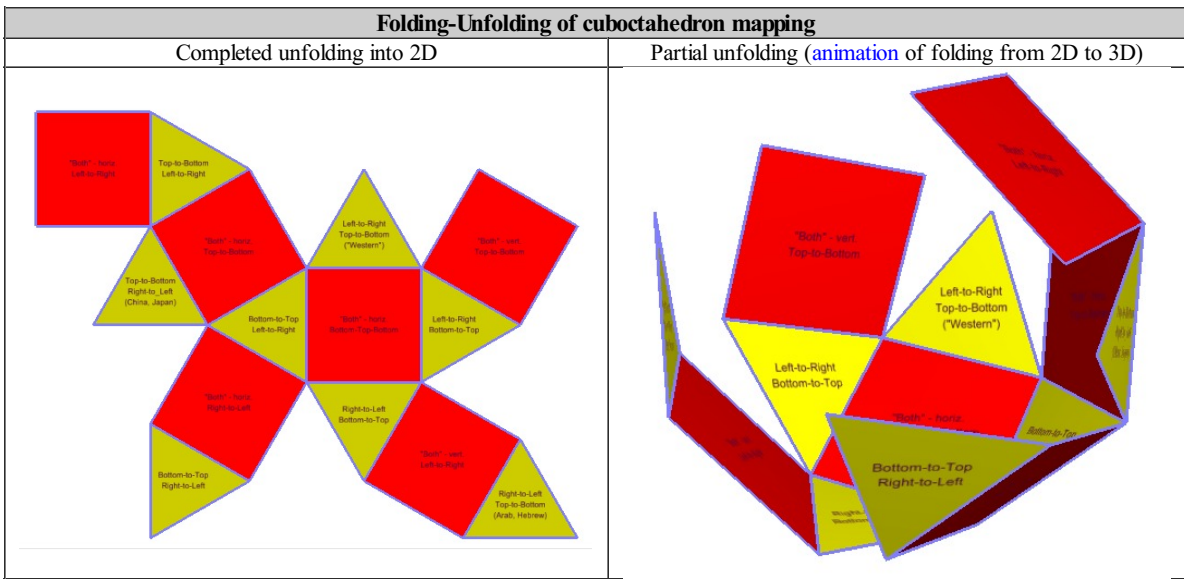 Folding-Unfolding of cuboctahedron mapping
Completed unfolding into 2D
Partial unfolding (animation of folding from 2D to 3D)
"Both" - horiz.
Left-to-Right
Top-to-Bottom
Left-to-Right
"Both" - horiz.
Top-to-Bottom
Left-to-Right
Top-to-Bottom
("Western")
"Both" - vert.
Top-to-Bottom
Top-to-Bottom
Right-to_Left
(China, Japan)
Bottom-to-Top
Left-to-Right
"Both" - horiz.
Bottom-Top-Bottom
Left-to-Right
Bottom-to-Top
"Both" - horiz.
Right-to-Left
Right-to-Left
Bottom-to-Top
"Both" - vert.
Left-to-Right
Bottom-to-Top
Right-to-Left
Right-to-Left
Top-to-Bottom
(Arab, Hebrew)
"Both" - vert.
Top-to-Bottom
Left-to-Right
Top-to-Bottom
("Western")
Left-to-Right
Bottom-to-Top
"Both" - horiz.
Bottom-to-Top
Bottom-to-Top
Right-to-Left